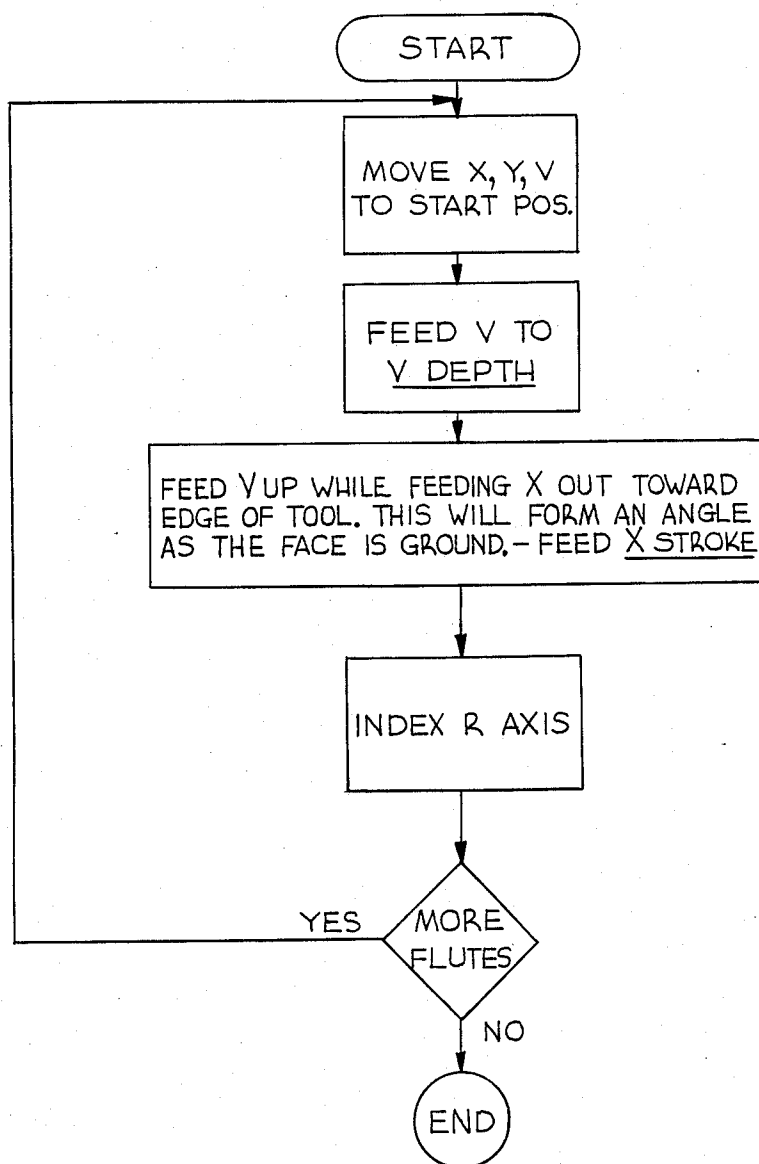 START
MOVE X, Y, V
TO START POS.
FEED V TO
V DEPTH
FEED V UP WHILE FEEDING X OUT TOWARD
EDGE OF TOOL. THIS WILL FORM AN ANGLE
AS THE FACE IS GROUND. – FEED X STROKE
INDEX R AXIS
MORE
FLUTES
YES
NO
END